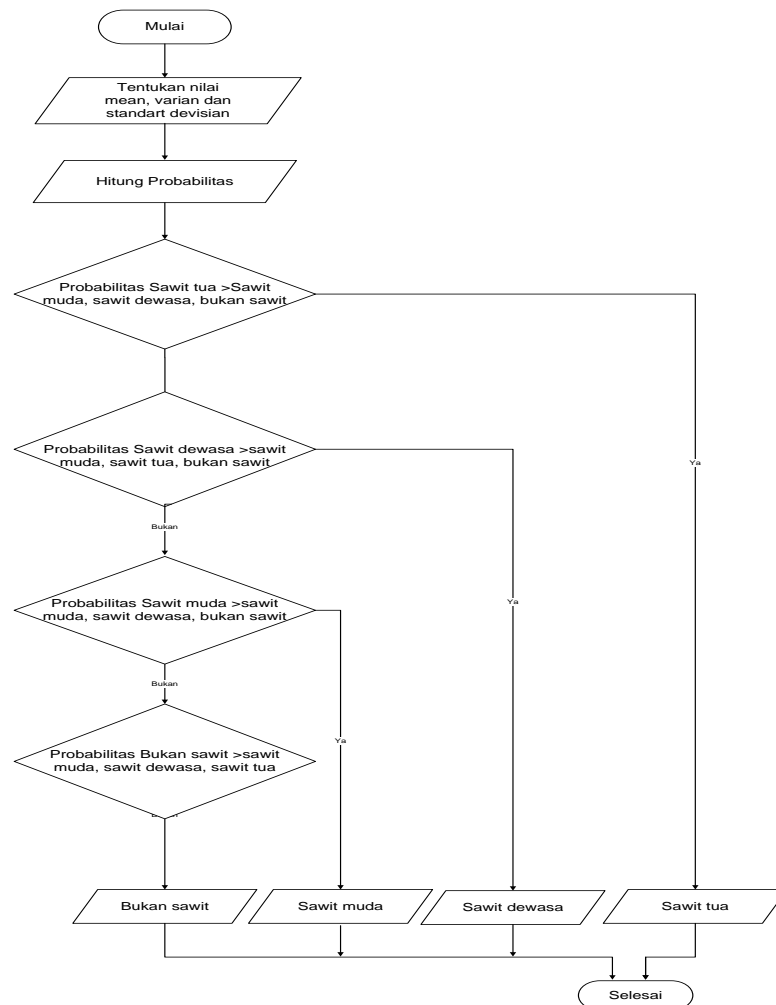 Mulai
Tentukan nilai
mean, varian dan
standart devisian
Hitung Probabilitas
Probabilitas Sawit tua >Sawit
muda, sawit dewasa, bukan sawit
Probabilitas Sawit dewasa >sawit
muda, sawit tua, bukan sawit
Ya
Bukan
Probabilitas Sawit muda >sawit
muda, sawit dewasa, bukan sawit
Ya
Bukan
Probabilitas Bukan sawit >sawit
muda, sawit dewasa, sawit tua
Ya
Bukan sawit
Sawit muda
Sawit dewasa
Sawit tua
Selesai